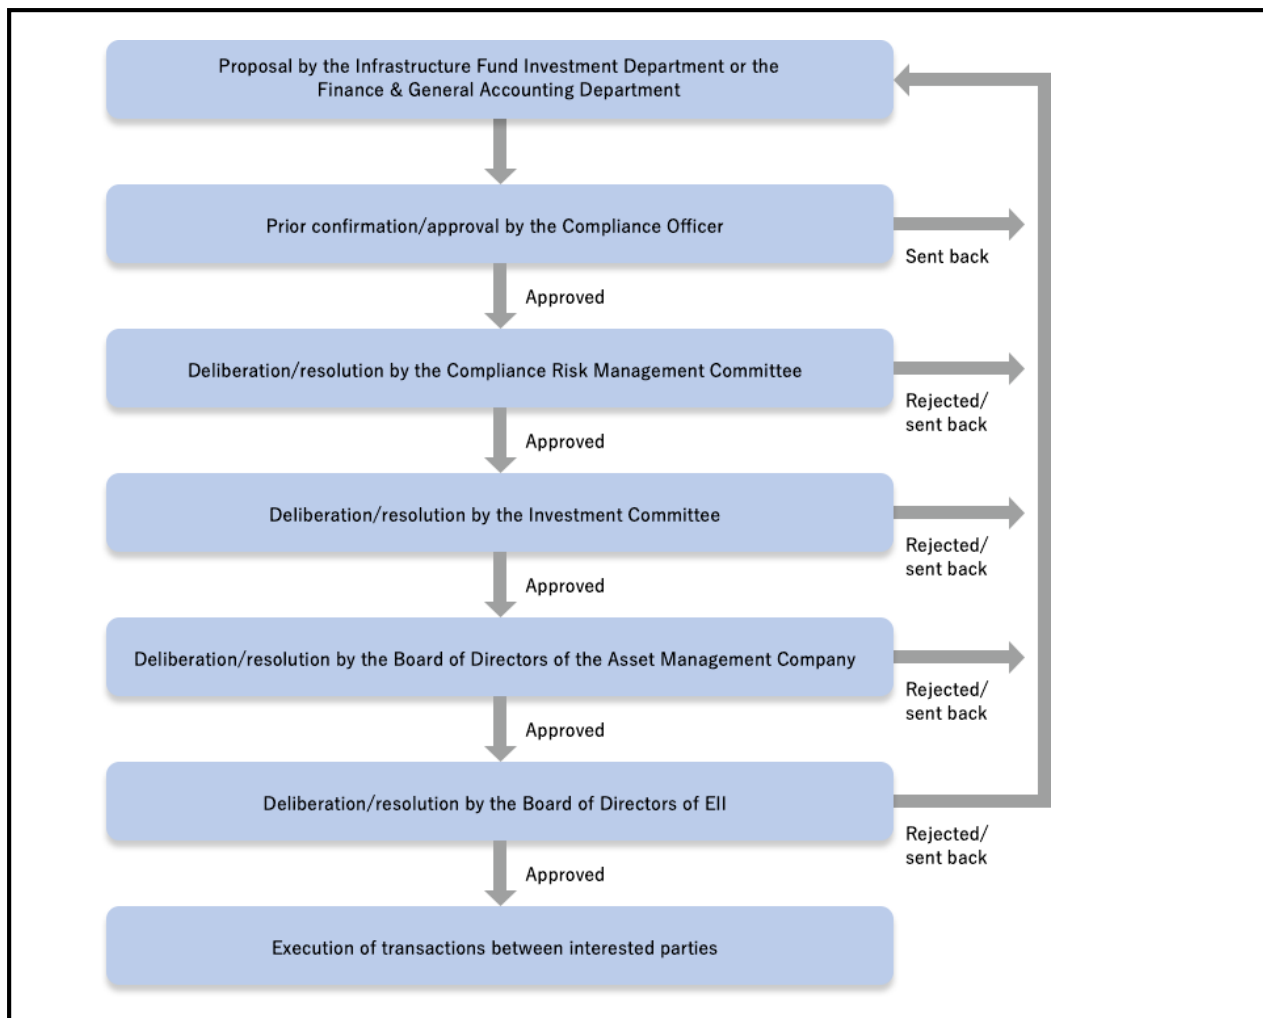 Proposal by the Infrastructure Fund Investment Department or the
Finance & General Accounting Department
Prior confirmation/approval by the Compliance Officer
Sent back
Approved
Deliberation/resolution by the Compliance Risk Management Committee
Rejected/
sent back
Approved
Deliberation/resolution by the Investment Committee
Rejected/
sent back
Approved
Deliberation/resolution by the Board of Directors of the Asset Management Company
Rejected/
sent back
Approved
Deliberation/resolution by the Board of Directors of EII
Rejected/
sent back
Approved
Execution of transactions between interested parties